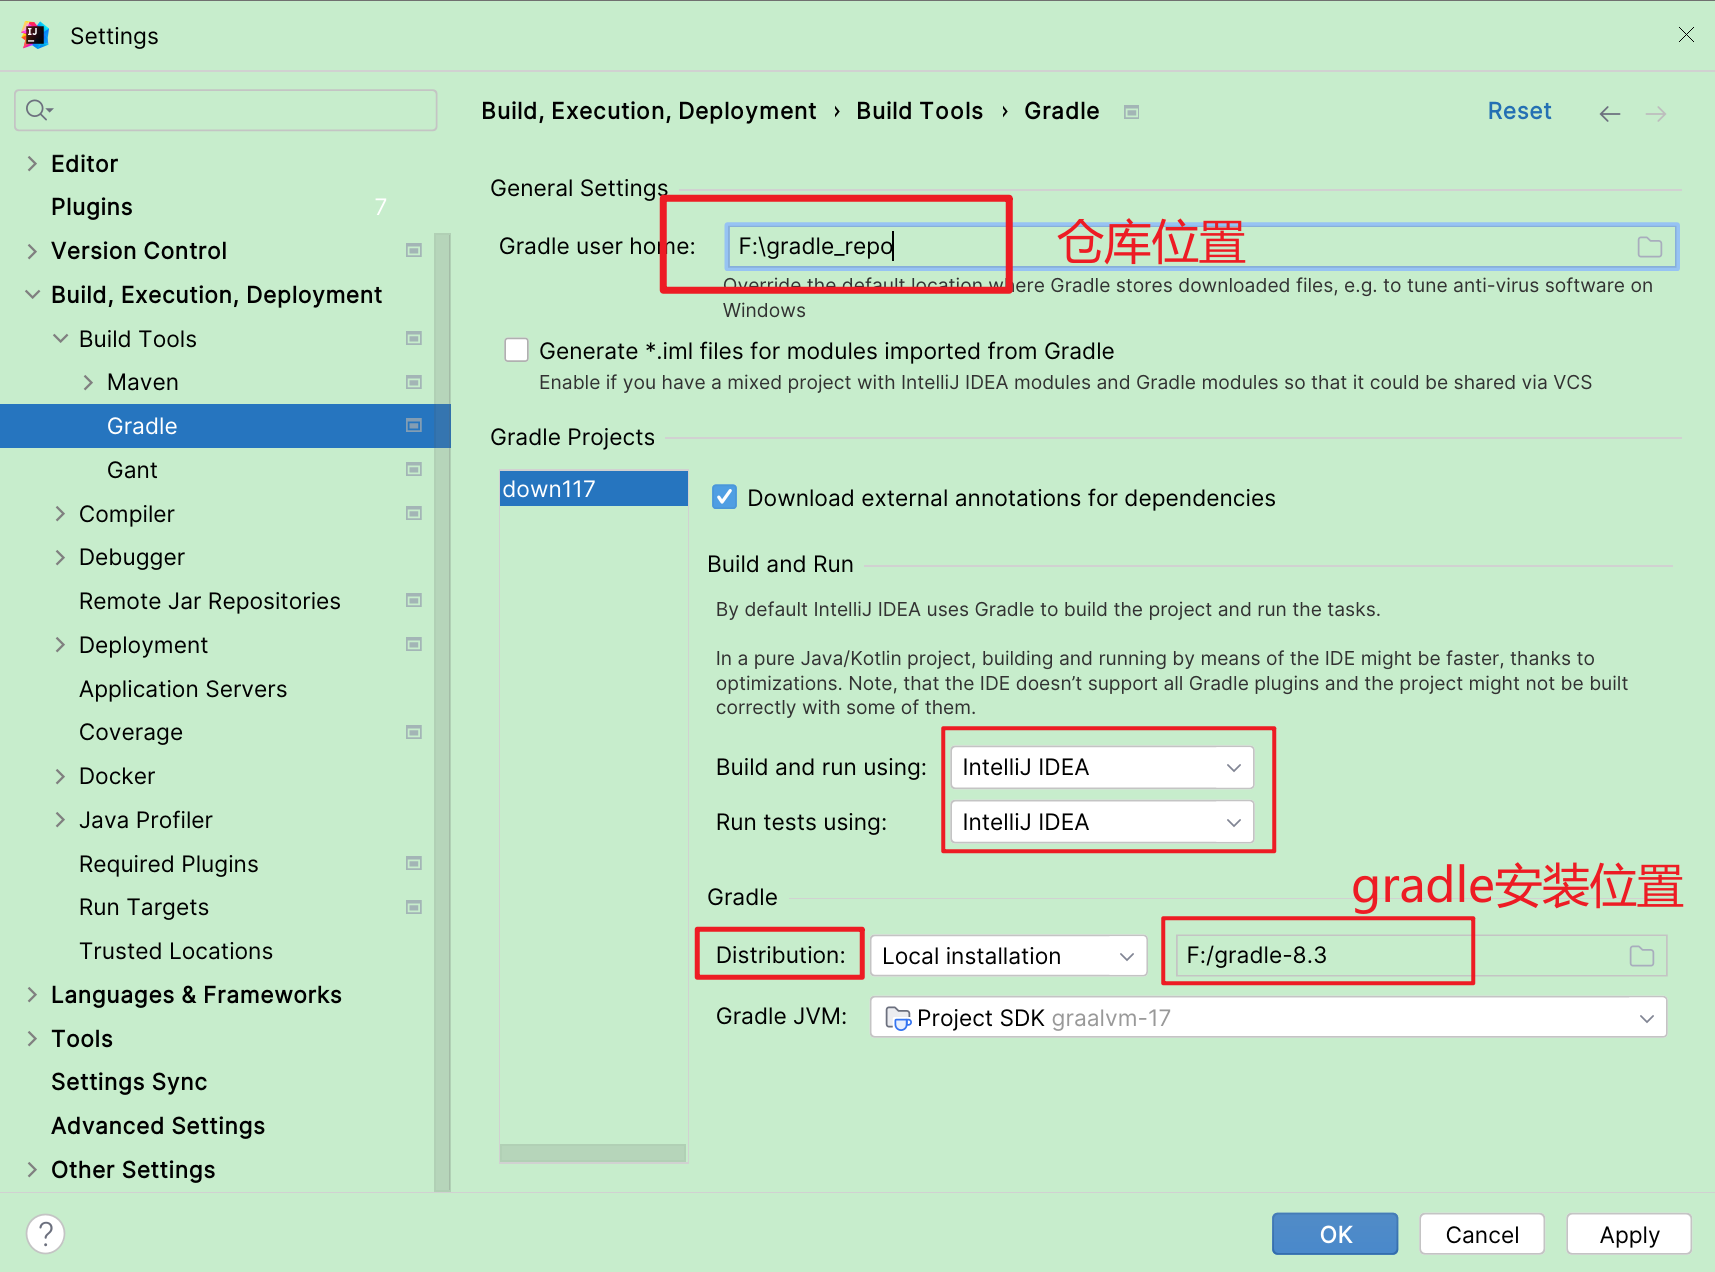 Settings
Build, Execution, Deployment › Build Tools › Gradle
Reset
Editor
Plugins 7
Version Control
Build, Execution, Deployment
Build Tools
Maven
Gradle
Gant
Compiler
Debugger
Remote Jar Repositories
Deployment
Application Servers
Coverage
Docker
Java Profiler
Required Plugins
Run Targets
Trusted Locations
Languages & Frameworks
Tools
Settings Sync
Advanced Settings
Other Settings
General Settings
Gradle user home: F:\gradle_repo 仓库位置
Override the default location where Gradle stores downloaded files, e.g. to tune anti-virus software on
Windows
Generate *.iml files for modules imported from Gradle
Enable if you have a mixed project with IntelliJ IDEA modules and Gradle modules so that it could be shared via VCS
Gradle Projects
down117
Download external annotations for dependencies
Build and Run
By default IntelliJ IDEA uses Gradle to build the project and run the tasks.
In a pure Java/Kotlin project, building and running by means of the IDE might be faster, thanks to
optimizations. Note, that the IDE doesn't support all Gradle plugins and the project might not be built
correctly with some of them.
Build and run using: IntelliJ IDEA
Run tests using: IntelliJ IDEA
Gradle
gradle安装位置
Distribution: Local installation F:/gradle-8.3
Gradle JVM: Project SDK graalvm-17
?
OK
Cancel
Apply